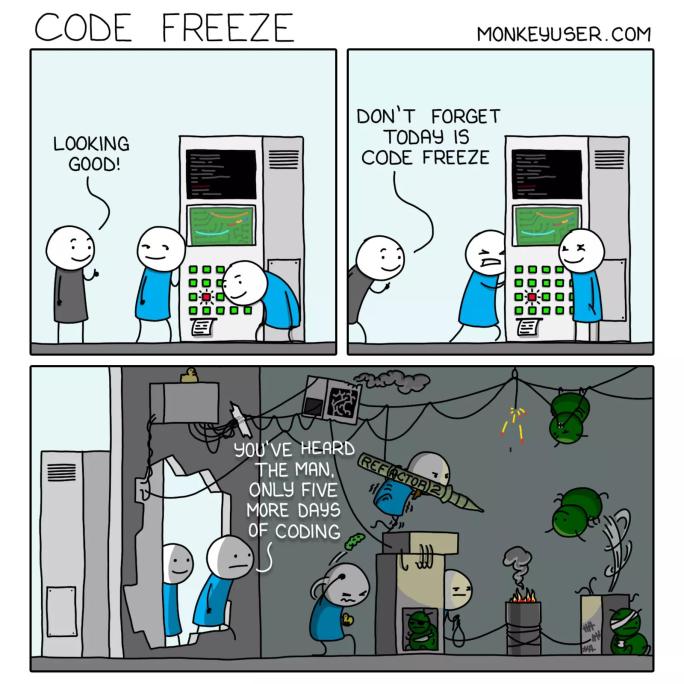 CODE FREEZE
MONKEYUSER.COM
LOOKING
GOOD!
DON'T FORGET
TODAY IS
CODE FREEZE
YOU'VE HEARD
THE MAN,
ONLY FIVE
MORE DAYS
OF CODING